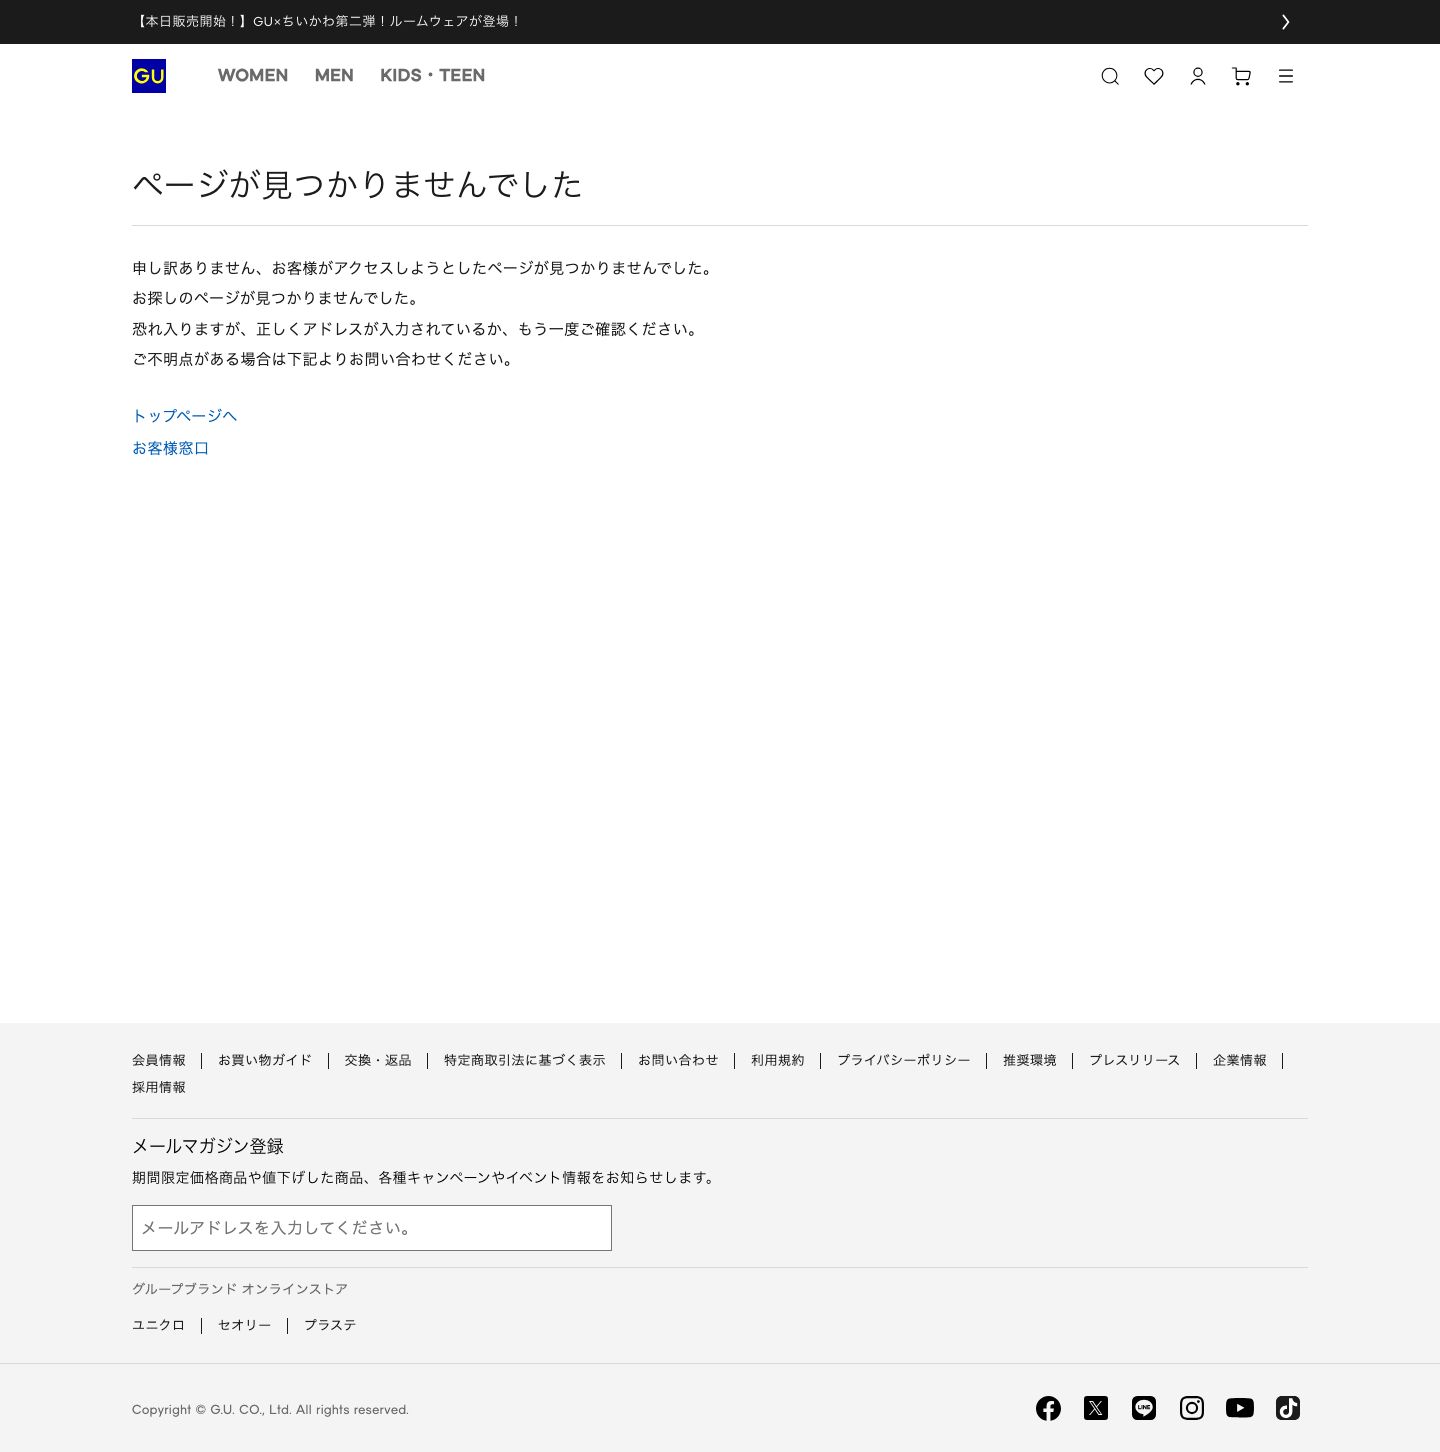 【本日販売開始！】GU×ちいかわ第二弾！ルームウェアが登場！
GU WOMEN MEN KIDS・TEEN
ページが見つかりませんでした
申し訳ありません、お客様がアクセスしようとしたページが見つかりませんでした。
お探しのページが見つかりませんでした。
恐れ入りますが、正しくアドレスが入力されているか、もう一度ご確認ください。
ご不明点がある場合は下記よりお問い合わせください。
トップページへ
お客様窓口
会員情報 お買い物ガイド 交換・返品 特定商取引法に基づく表示 お問い合わせ 利用規約 プライバシーポリシー 推奨環境 プレスリリース 企業情報
採用情報
メールマガジン登録
期間限定価格商品や値下げした商品、各種キャンペーンやイベント情報をお知らせします。
メールアドレスを入力してください。
グループブランド オンラインストア
ユニクロ セオリー プラステ
Copyright © G.U. CO., Ltd. All rights reserved. LINE